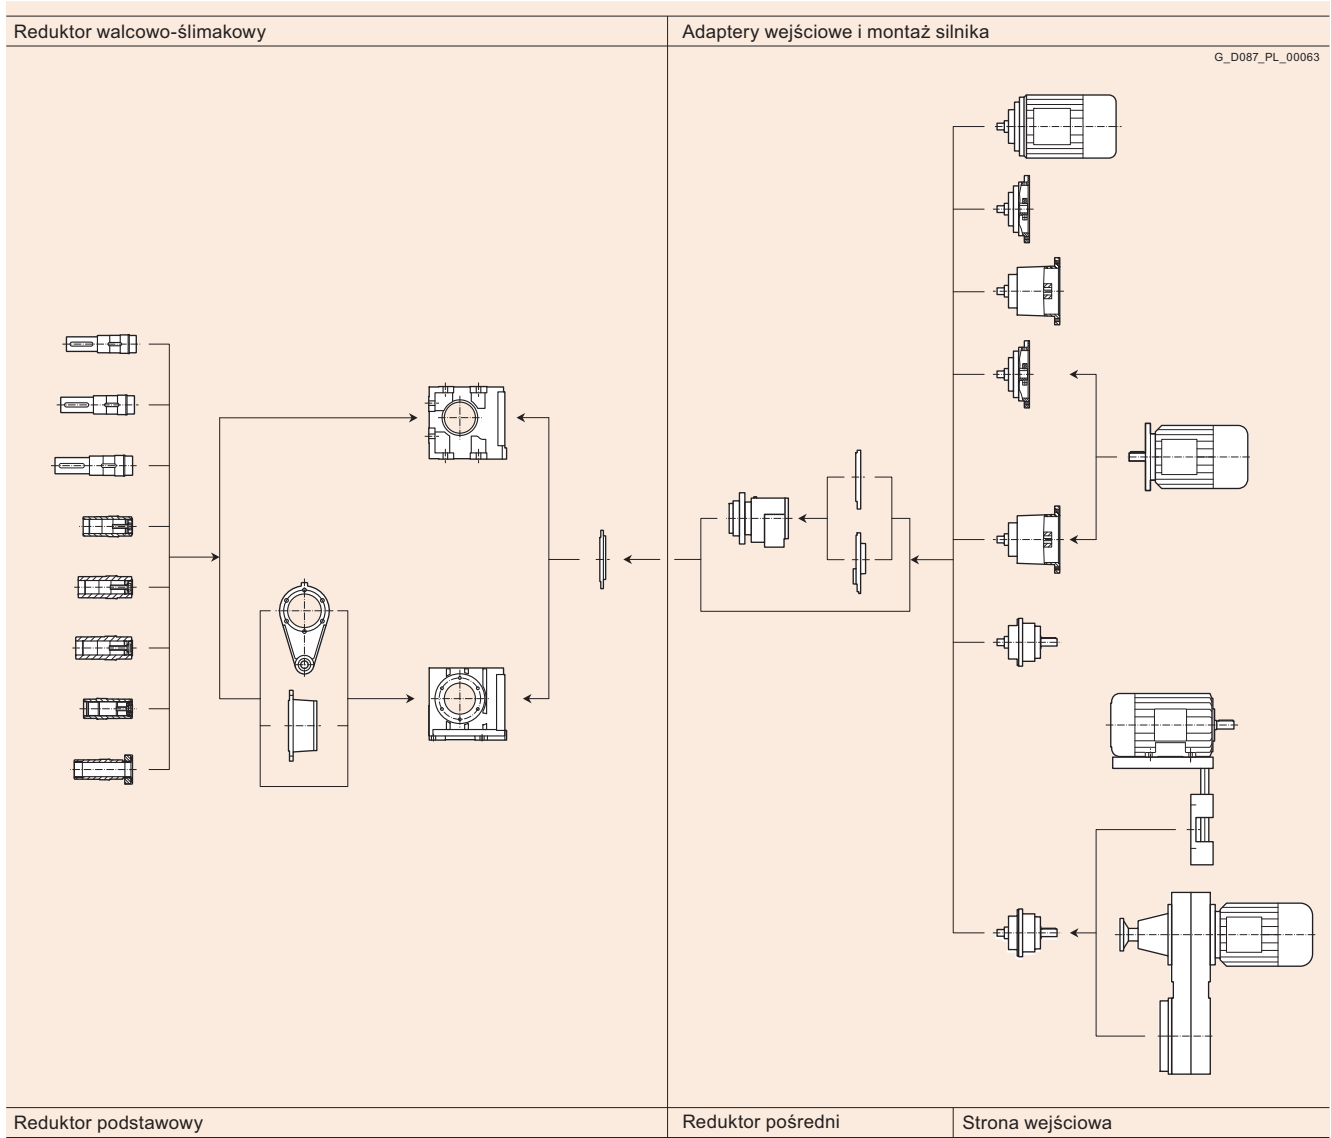 Reduktor walcowo-ślimakowy
Adaptery wejściowe i montaż silnika
G_D087_PL_00063
Reduktor podstawowy
Reduktor pośredni
Strona wejściowa